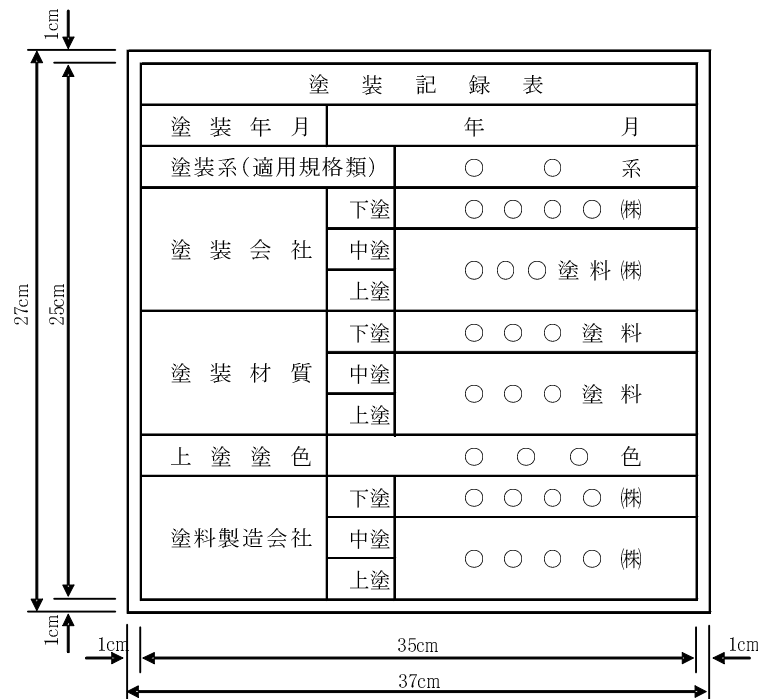 1cm
塗装記録表
塗装年月 年 月
塗装系(適用規格類) ○ ○ 系
塗装会社 下塗 ○○○○㈱
中塗 ○○○塗料㈱
上塗
塗装材質 下塗 ○○○塗料
中塗 ○○○塗料
上塗
上塗塗色 ○○○色
塗料製造会社 下塗 ○○○○㈱
中塗 ○○○○㈱
上塗
27cm
25cm
1cm
1cm 35cm 1cm
37cm